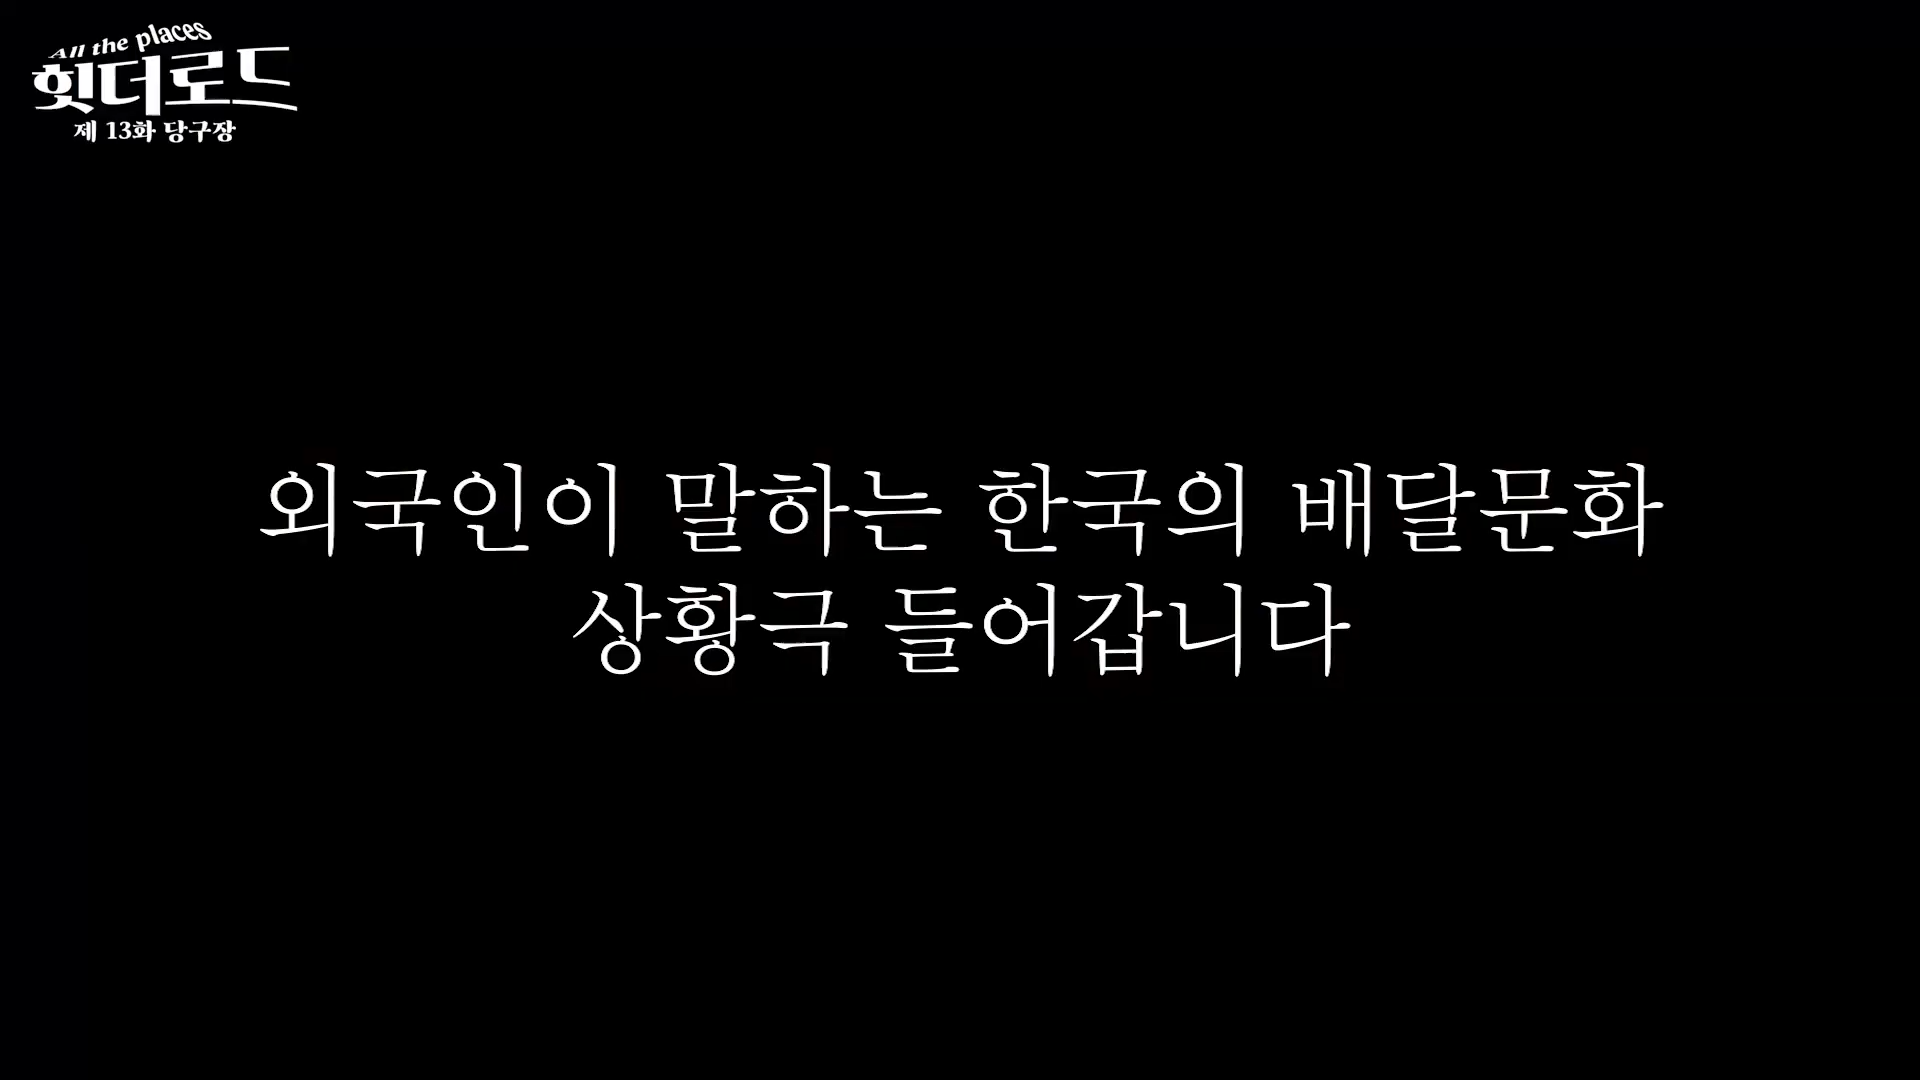 All the places
힛더로드
제 13화 당구장
외국인이 말하는 한국의 배달문화
상황극 들어갑니다